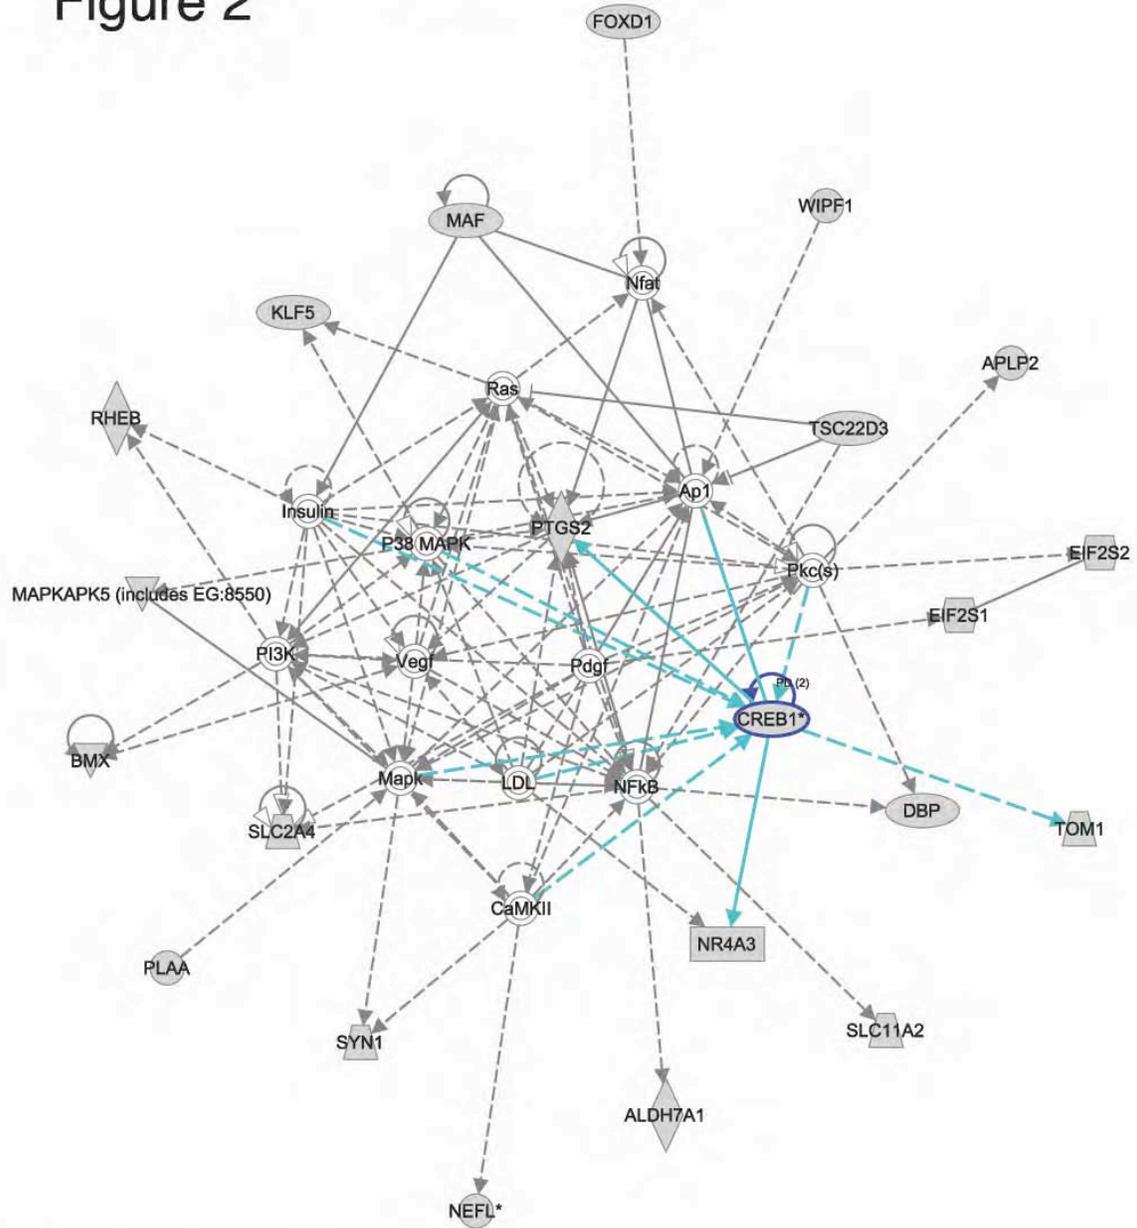 Figure 2
FOXD1
WIPF1
MAF
Nfat
KLF5
APLP2
Ras
RHEB
TSC22D3
Ap1
Insulin
PTGS2
P38 MAPK
EIF2S2
Pkc(s)
MAPKAPK5 (includes EG:8550)
EIF2S1
PI3K
Vegf
Pdgf
PD (2)
CREB1*
BMX
Mapk
LDL
NFkB
DBP
SLC2A4
TOM1
CaMKII
NR4A3
PLAA
SLC11A2
SYN1
ALDH7A1
NEFL*